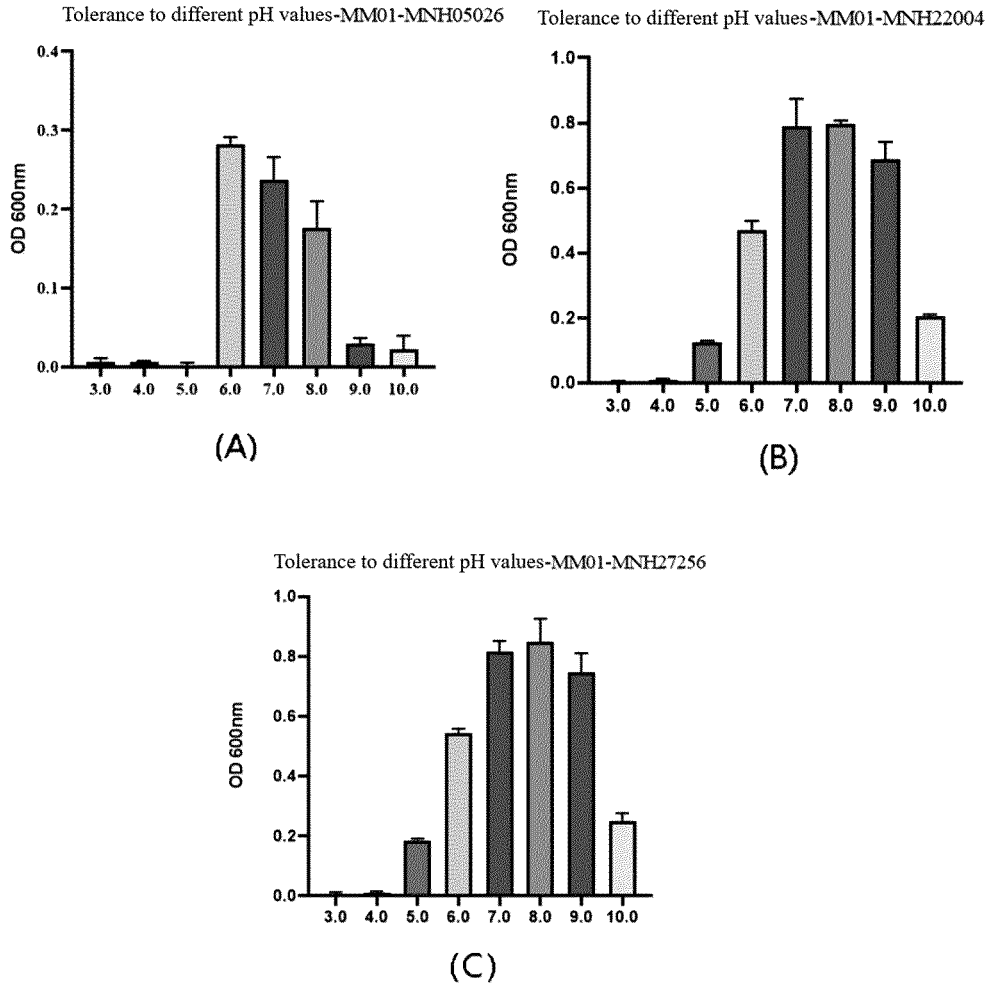 Tolerance to different pH values-MM01-MNH05026
0.4
0.3
0.2
0.1
0.0
OD 600nm
3.0 4.0 5.0 6.0 7.0 8.0 9.0 10.0
(A)
Tolerance to different pH values-MM01-MNH22004
1.0
0.8
0.6
0.4
0.2
0.0
OD 600nm
3.0 4.0 5.0 6.0 7.0 8.0 9.0 10.0
(B)
Tolerance to different pH values-MM01-MNH27256
1.0
0.8
0.6
0.4
0.2
0.0
OD 600nm
3.0 4.0 5.0 6.0 7.0 8.0 9.0 10.0
(C)